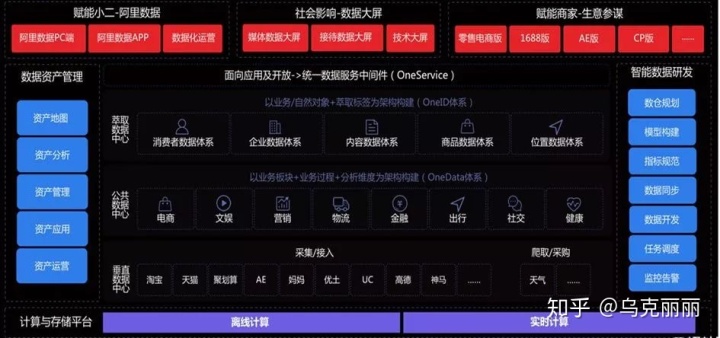 赋能小二-阿里数据
社会影响-数据大屏
赋能商家-生意参谋
阿里数据PC端
阿里数据APP
数据化运营
媒体数据大屏
接待数据大屏
技术大屏
零售电商版
1688版
AE版
CP版
......
数据资产管理
资产地图
资产分析
资产管理
资产应用
资产运营
面向应用及开放->统一数据服务中间件（OneService）
萃取数据中心
以业务/自然对象+萃取标签为架构构建（OneID体系）
消费者数据体系
企业数据体系
内容数据体系
商品数据体系
位置数据体系
公共数据中心
以业务板块+业务过程+分析维度为架构构建（OneData体系）
电商
文娱
营销
物流
金融
出行
社交
健康
垂直数据中心
采集/接入
淘宝
天猫
聚划算
AE
妈妈
优土
UC
高德
神马
......
爬取/采购
天气
......
智能数据研发
数仓规划
模型构建
指标规范
数据同步
数据开发
任务调度
监控告警
计算与存储平台
离线计算
实时计算
知乎 @乌克丽丽